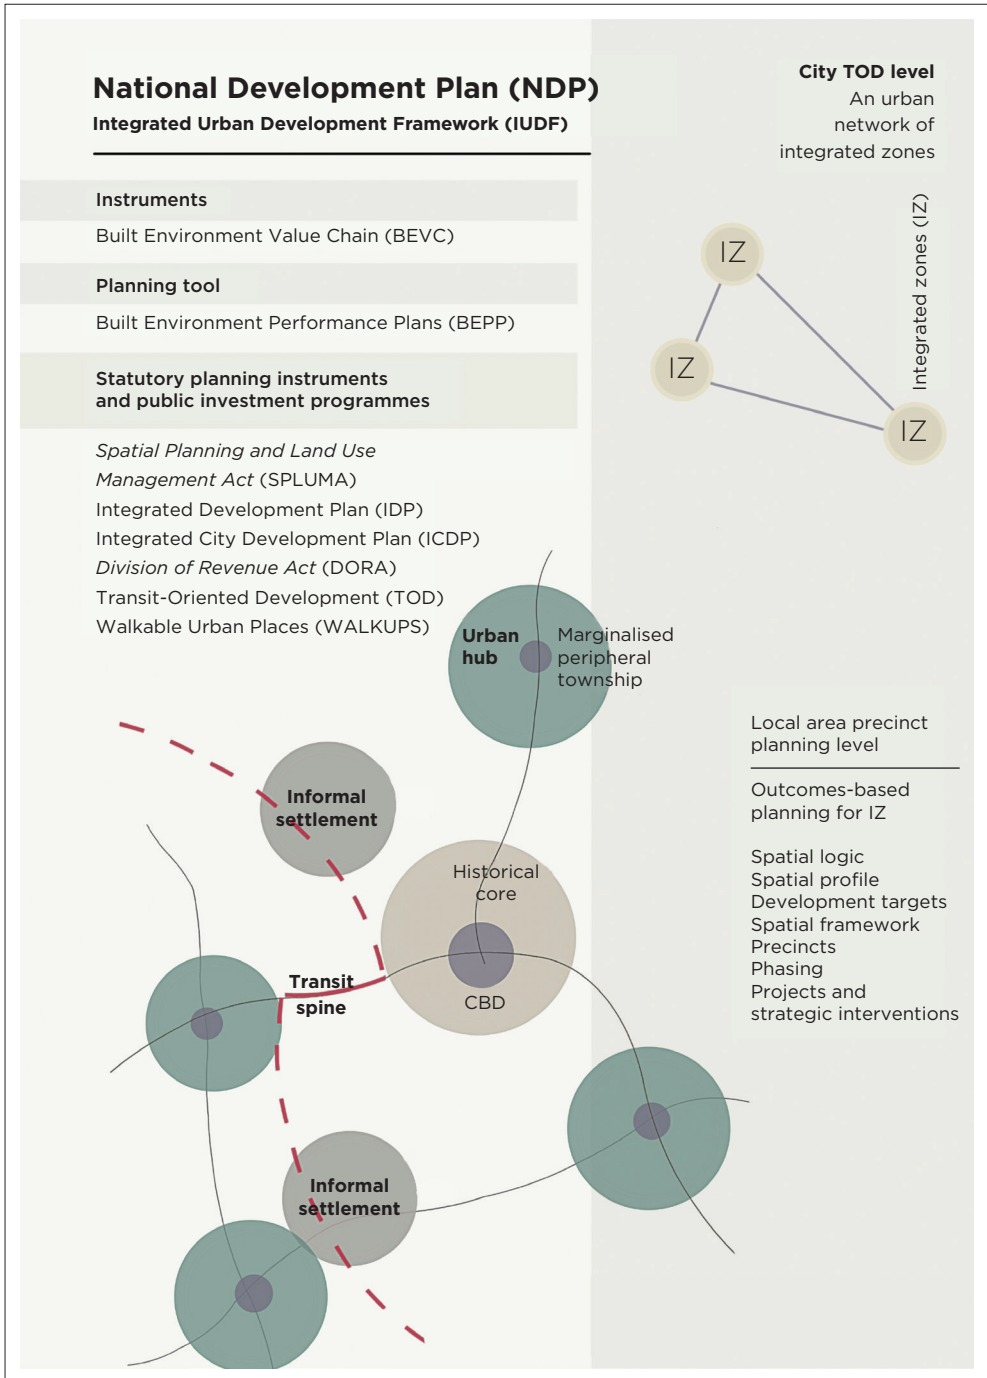 National Development Plan (NDP)
Integrated Urban Development Framework (IUDF)
Instruments
Built Environment Value Chain (BEVC)
Planning tool
Built Environment Performance Plans (BEPP)
Statutory planning instruments
and public investment programmes
Spatial Planning and Land Use
Management Act (SPLUMA)
Integrated Development Plan (IDP)
Integrated City Development Plan (ICDP)
Division of Revenue Act (DORA)
Transit-Oriented Development (TOD)
Walkable Urban Places (WALKUPS)
City TOD level
An urban
network of
integrated zones
Integrated zones (IZ)
IZ
IZ
IZ
Urban
hub
Marginalised
peripheral
township
Informal
settlement
Historical
core
CBD
Transit
spine
Informal
settlement
Local area precinct
planning level
Outcomes-based
planning for IZ
Spatial logic
Spatial profile
Development targets
Spatial framework
Precincts
Phasing
Projects and
strategic interventions